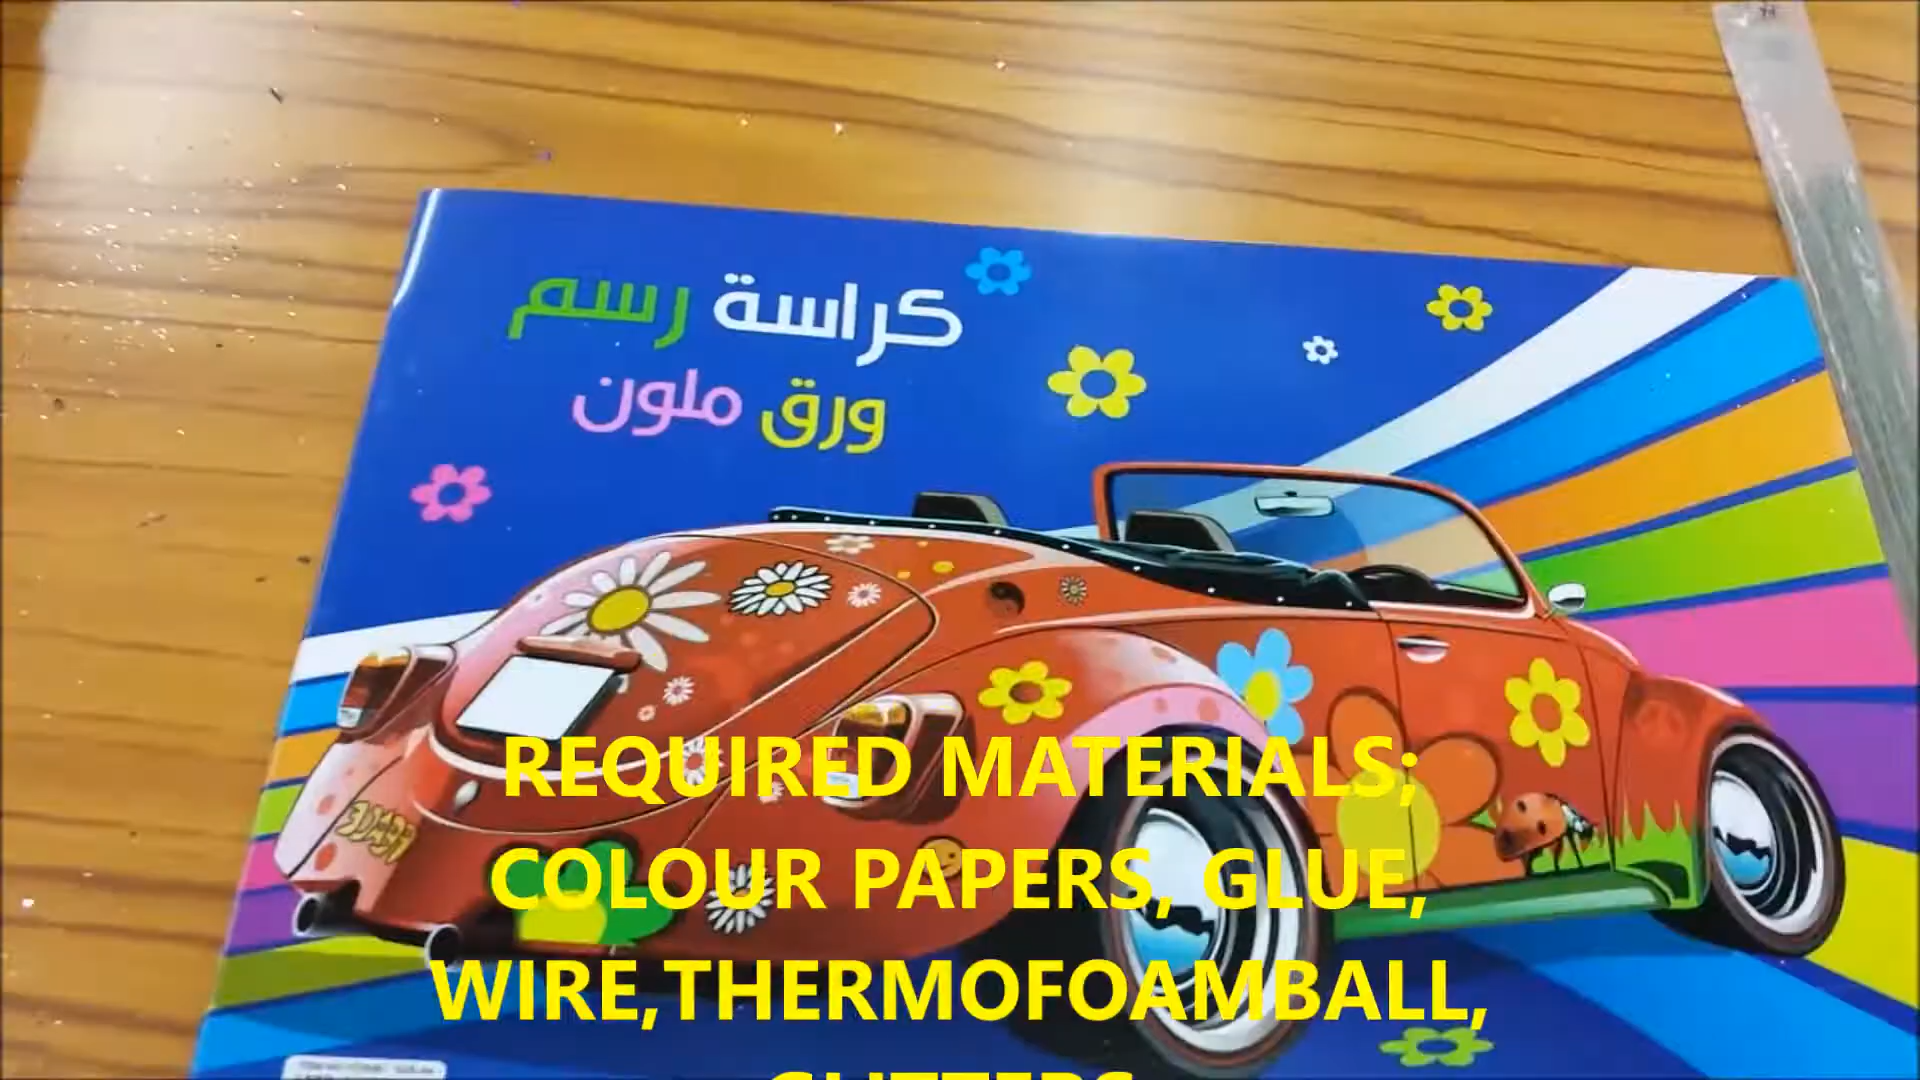 كراسة رسم
ورق ملون
REQUIRED MATERIALS;
COLOUR PAPERS, GLUE,
WIRE,THERMOFOAMBALL,